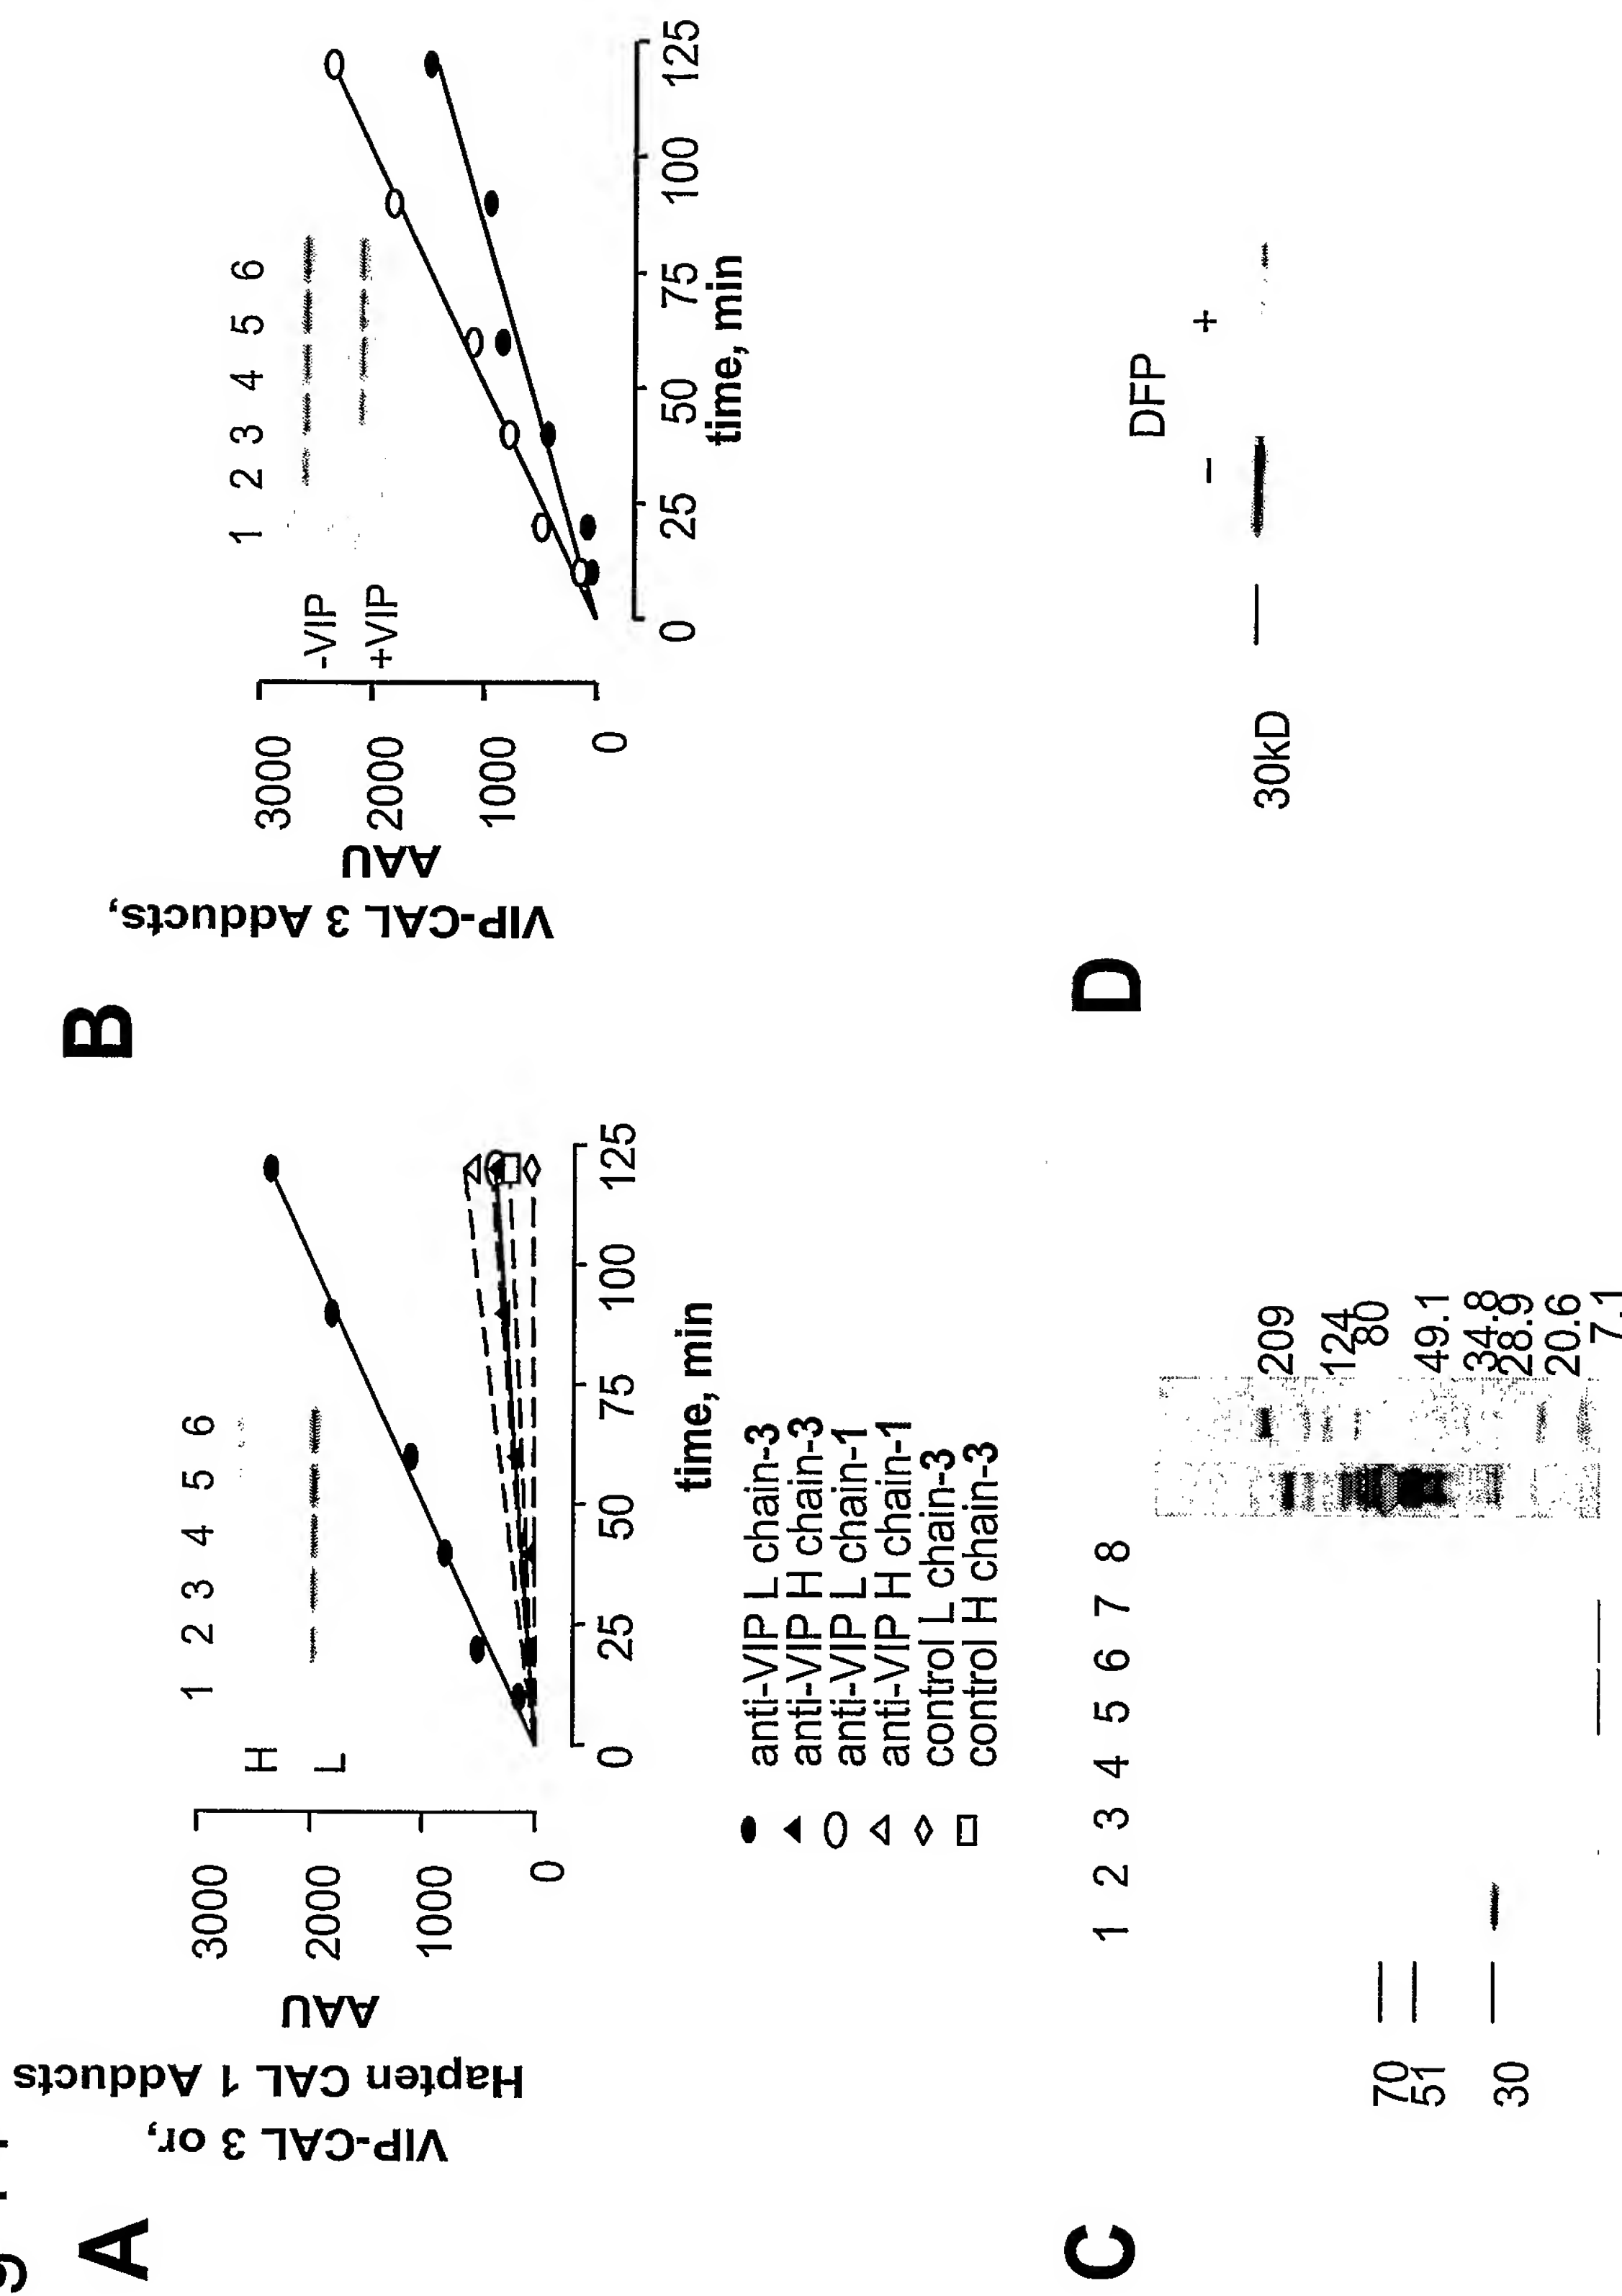 A
VIP-CAL 3 or,
Hapten CAL 1 Adducts
AAU
3000
2000
1000
0
H
L
1 2 3 4 5 6
0 25 50 75 100 125
time, min
anti-VIP L chain-3
anti-VIP H chain-3
anti-VIP L chain-1
anti-VIP H chain-1
control L chain-3
control H chain-3
B
VIP-CAL 3 Adducts,
AAU
3000
2000
1000
0
-VIP
+VIP
1 2 3 4 5 6
0 25 50 75 100 125
time, min
C
1 2 3 4 5 6 7 8
70
51
30
209
124
80
49.1
34.8
28.9
20.6
7.1
D
DFP
− +
30kD